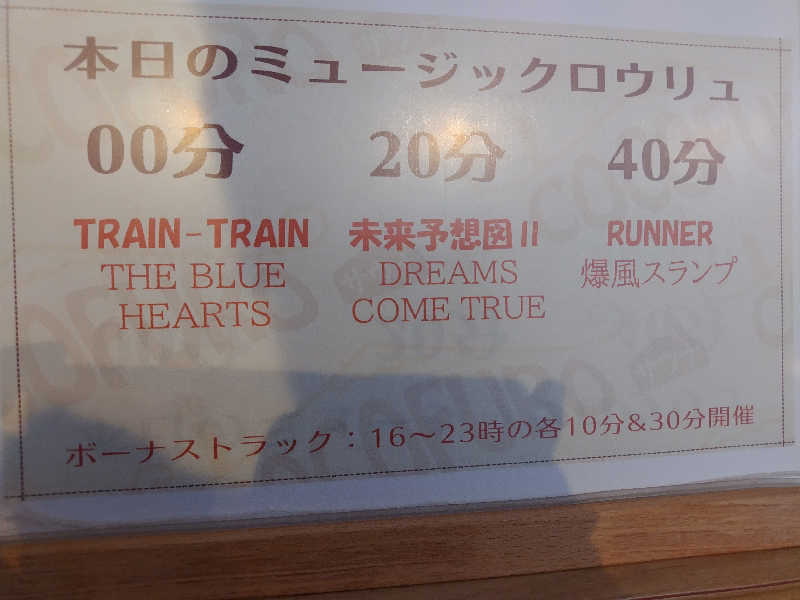 本日のミュージックロウリュ
00分 20分 40分
TRAIN-TRAIN 未来予想図II RUNNER
THE BLUE DREAMS 爆風スランプ
HEARTS COME TRUE
ボーナストラック：16〜23時の各10分&30分開催